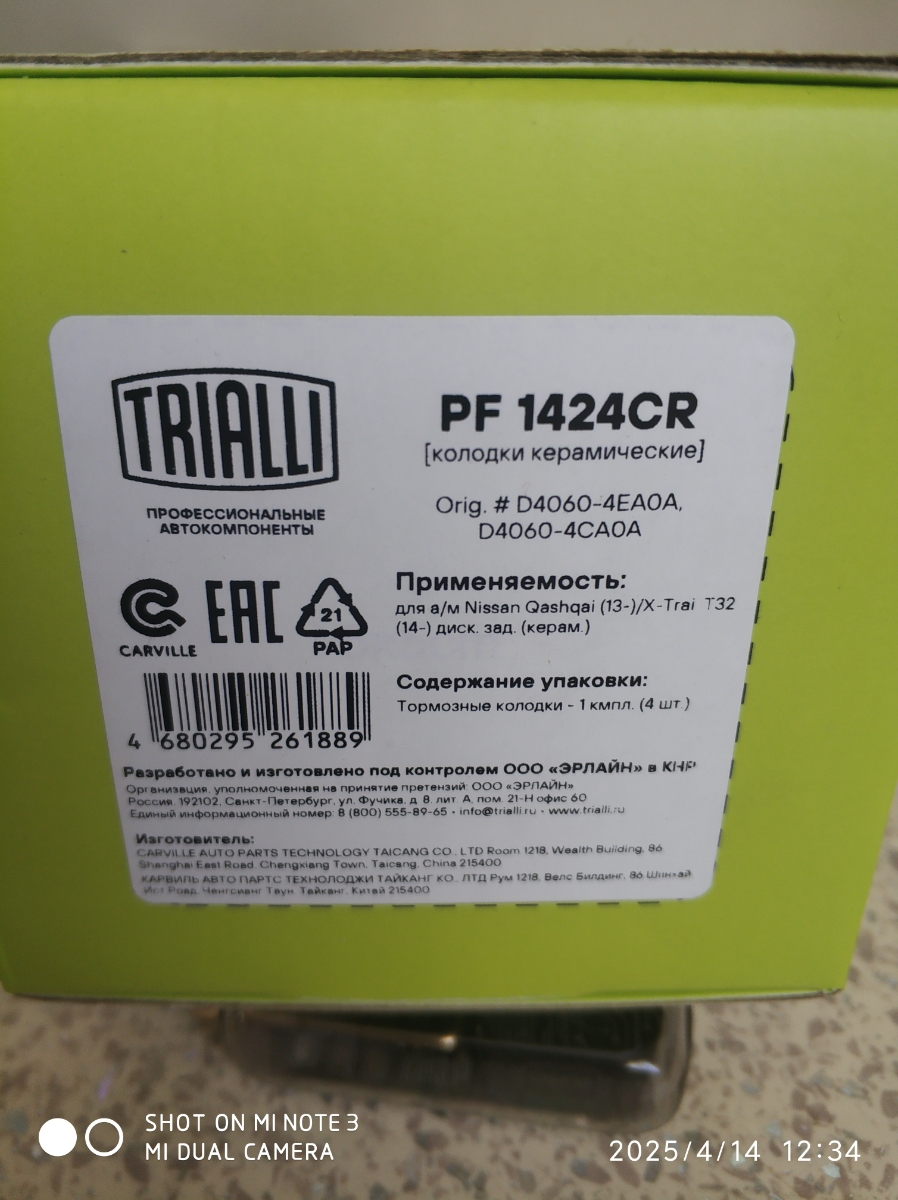 TRIALLI
ПРОФЕССИОНАЛЬНЫЕ
АВТОКОМПОНЕНТЫ
PF 1424CR
[колодки керамические]
Orig. # D4060-4EA0A,
D4060-4CA0A
CARVILLE
EAC
21
PAP
Применяемость:
для а/м Nissan Qashqai (13-)/X-Trai T32
(14-) диск. зад. (керам.)
4 680295 261889
Содержание упаковки:
Тормозные колодки - 1 кмпл. (4 шт.)
Разработано и изготовлено под контролем ООО «ЭРЛАЙН» в КНР
Организация, уполномоченная на принятие претензий: ООО «ЭРЛАЙН»
Россия, 192102, Санкт-Петербург, ул. Фучика, д. 8, лит. А, пом. 21-Н офис 60
Единый информационный номер: 8 (800) 555-89-65 • info@trialli.ru • www.trialli.ru
Изготовитель:
CARVILLE AUTO PARTS TECHNOLOGY TAICANG CO., LTD Room 1218, Wealth Building, 86
Shanghai East Road, Chengxiang Town, Taicang, China 215400
КАРВИЛЬ АВТО ПАРТС ТЕХНОЛОДЖИ ТАЙКАНГ КО., ЛТД Рум 1218, Велс Билдинг, 86 Шанхай
Ист Роад, Ченгсианг Таун, Тайканг, Китай 215400
SHOT ON MI NOTE 3
MI DUAL CAMERA
2025/4/14 12:34